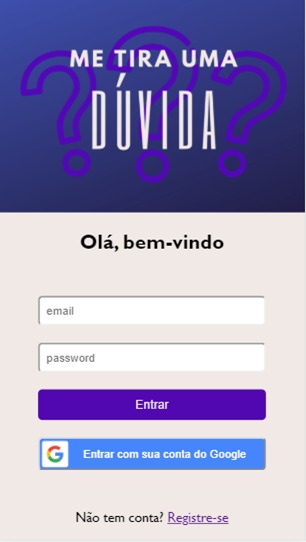 ME TIRA UMA
DÚVIDA
Olá, bem-vindo
email
password
Entrar
Entrar com sua conta do Google
Não tem conta? Registre-se